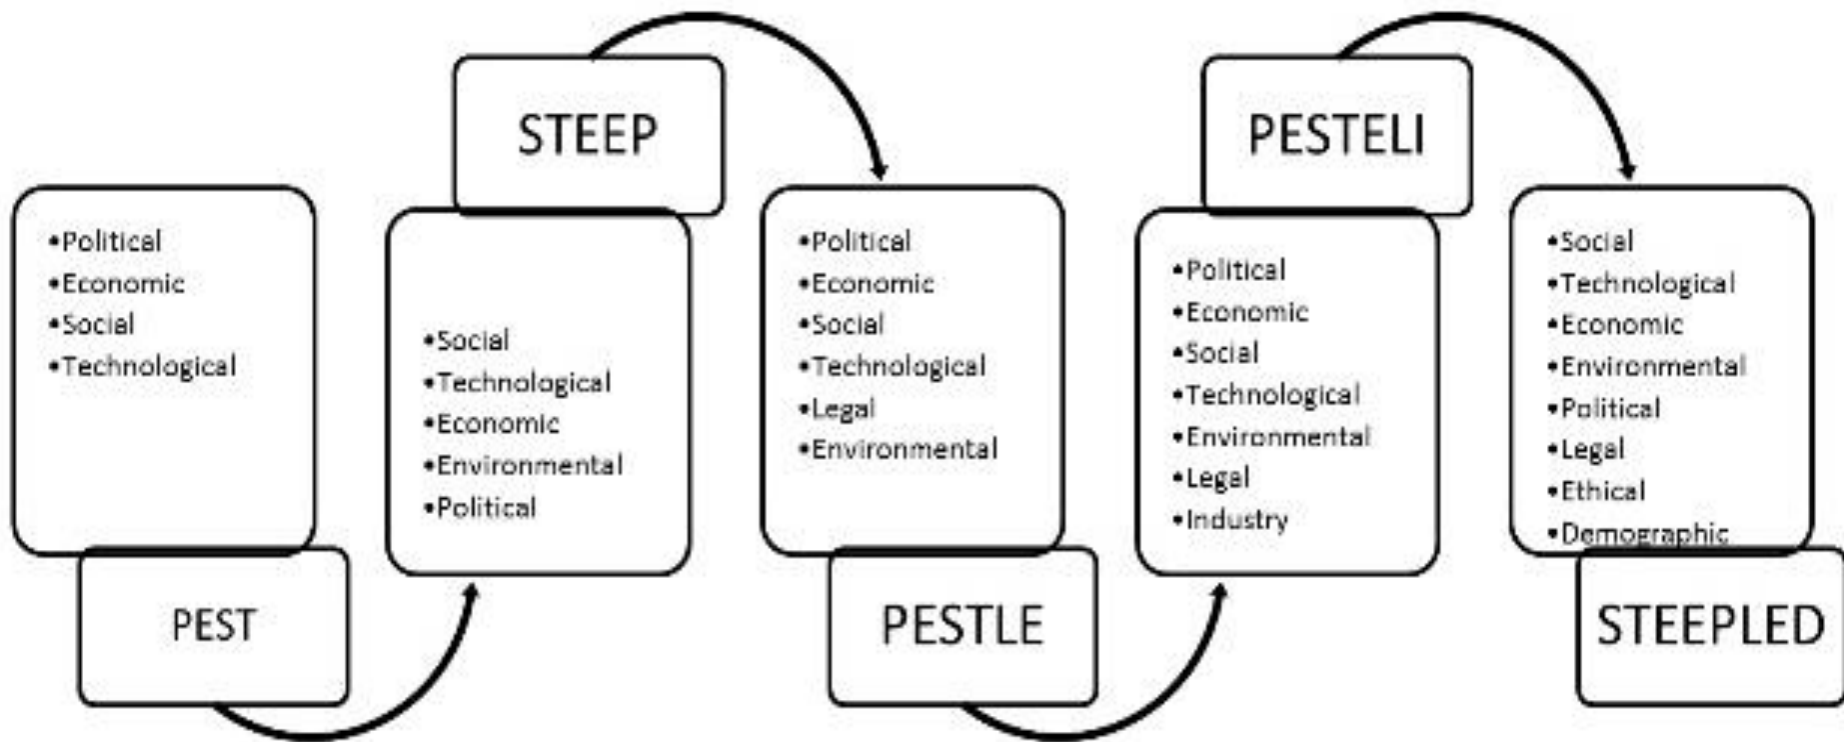 •Political
•Economic
•Social
•Technological
PEST
STEEP
•Social
•Technological
•Economic
•Environmental
•Political
•Political
•Economic
•Social
•Technological
•Legal
•Environmental
PESTLE
PESTELI
•Political
•Economic
•Social
•Technological
•Environmental
•Legal
•Industry
•Social
•Technological
•Economic
•Environmental
•Political
•Legal
•Ethical
•Demographic
STEEPLED